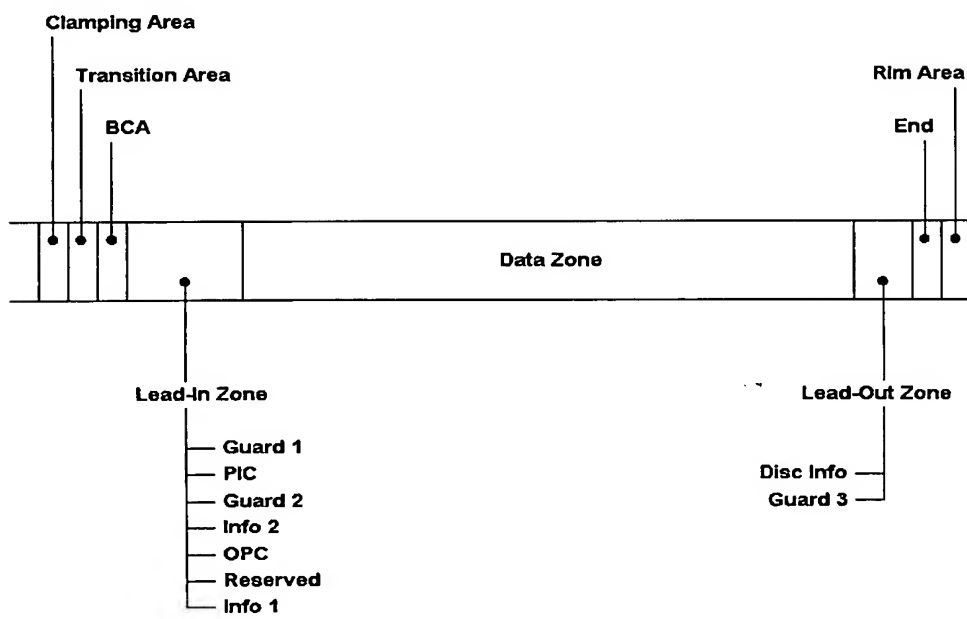 Clamping Area
Transition Area
BCA
Rim Area
End
Data Zone
Lead-In Zone
Guard 1
PIC
Guard 2
Info 2
OPC
Reserved
Info 1
Lead-Out Zone
Disc Info
Guard 3